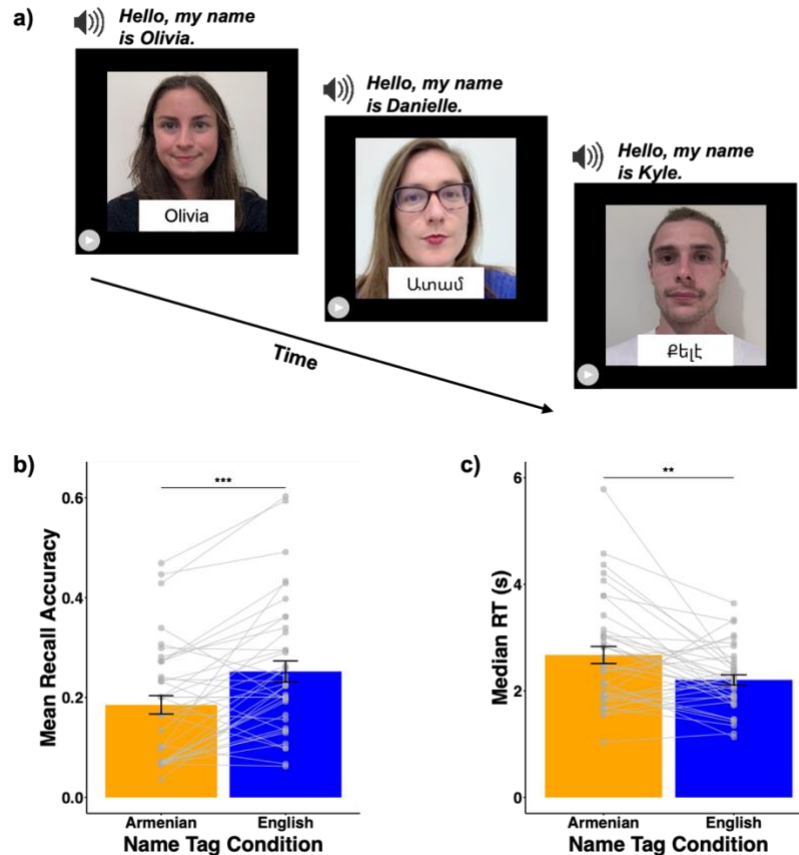 a)
Hello, my name
is Olivia.
Olivia
Hello, my name
is Danielle.
Ատամ
Hello, my name
is Kyle.
Քելէ
Time
b)
***
Mean Recall Accuracy
0.6
0.4
0.2
0.0
Armenian
English
Name Tag Condition
c)
**
Median RT (s)
6
4
2
0
Armenian
English
Name Tag Condition